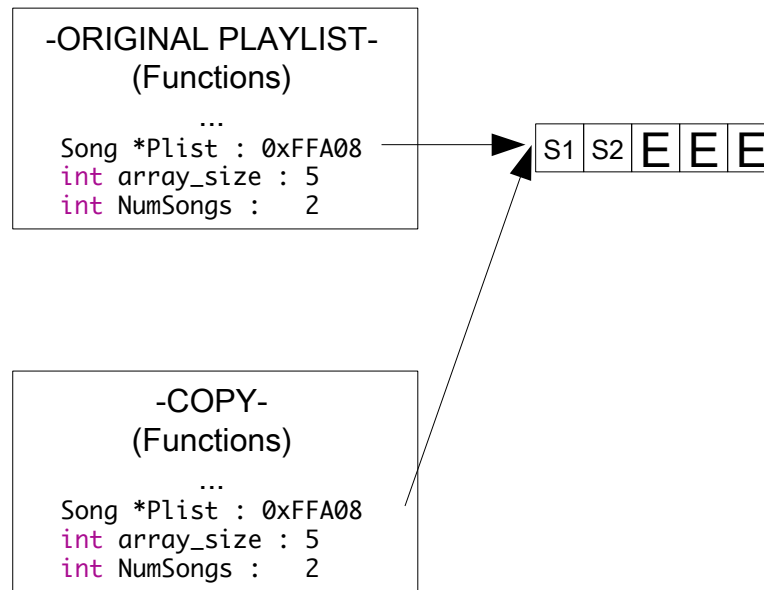 -ORIGINAL PLAYLIST-
(Functions)
...
Song *Plist : 0xFFA08
int array_size : 5
int NumSongs :   2
S1 S2 E E E
-COPY-
(Functions)
...
Song *Plist : 0xFFA08
int array_size : 5
int NumSongs :   2